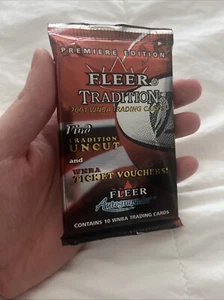 PREMIERE EDITION
FLEER
TRADITION
2001 WNBA TRADING CARDS
Find
TRADITION
UNCUT
and
WNBA
TICKET VOUCHERS!
FLEER
Autographics
CONTAINS 10 WNBA TRADING CARDS